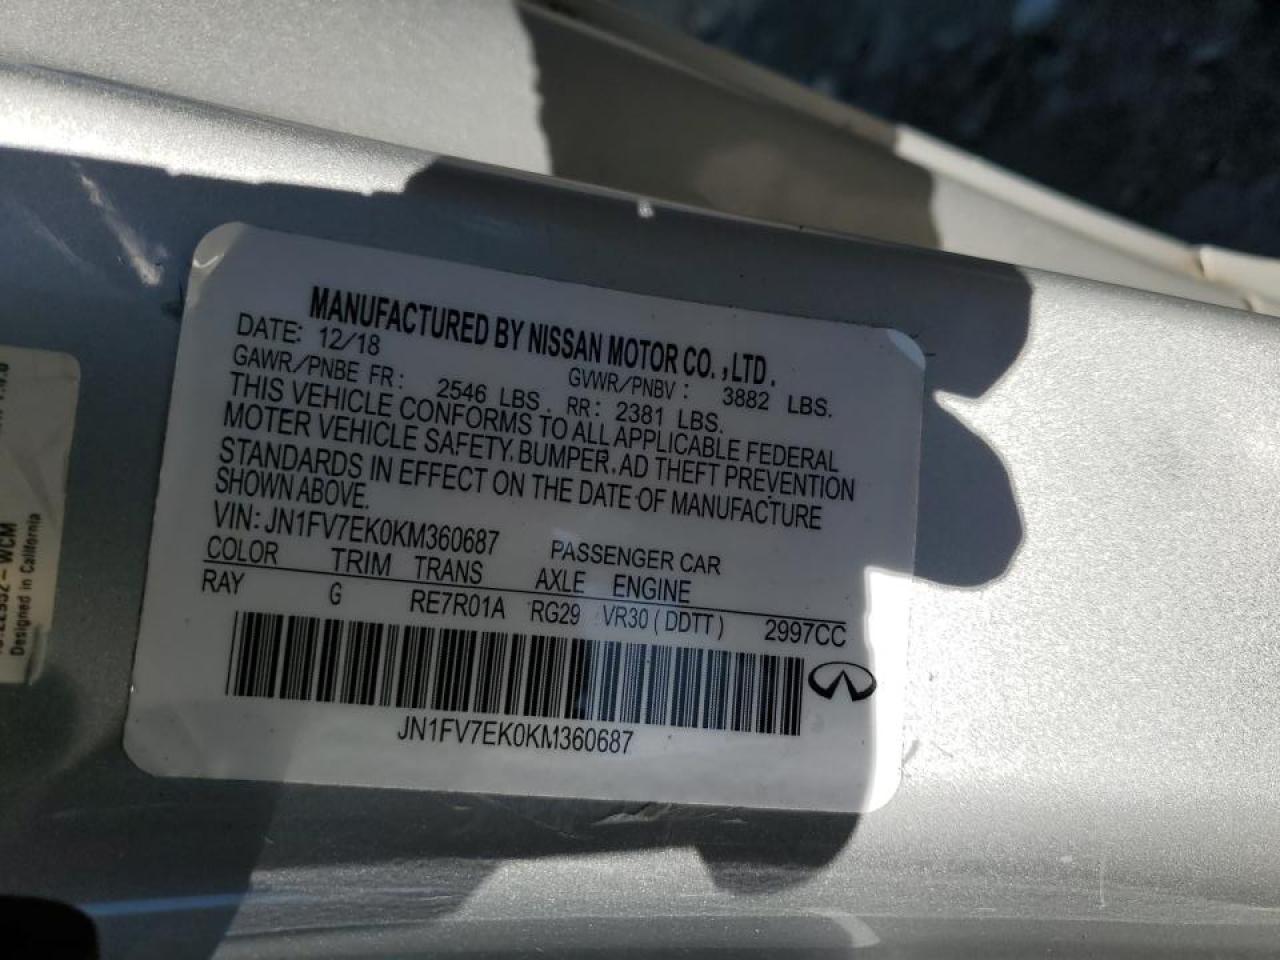 MANUFACTURED BY NISSAN MOTOR CO.,LTD.
DATE: 12/18
GAWR/PNBE FR: 2546 LBS. RR: 2381 LBS. GVWR/PNBV: 3882 LBS.
THIS VEHICLE CONFORMS TO ALL APPLICABLE FEDERAL
MOTER VEHICLE SAFETY. BUMPER. AD THEFT PREVENTION
STANDARDS IN EFFECT ON THE DATE OF MANUFACTURE
SHOWN ABOVE.
VIN: JN1FV7EK0KM360687 PASSENGER CAR
COLOR TRIM TRANS AXLE ENGINE
RAY G RE7R01A RG29 VR30 (DDTT) 2997CC
JN1FV7EK0KM360687
Designed in California